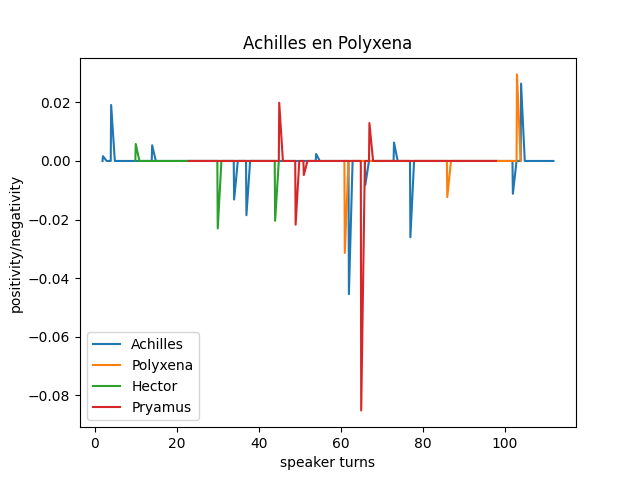 Achilles en Polyxena
0.02
0.00
−0.02
−0.04
−0.06
−0.08
positivity/negativity
Achilles
Polyxena
Hector
Pryamus
0 20 40 60 80 100
speaker turns